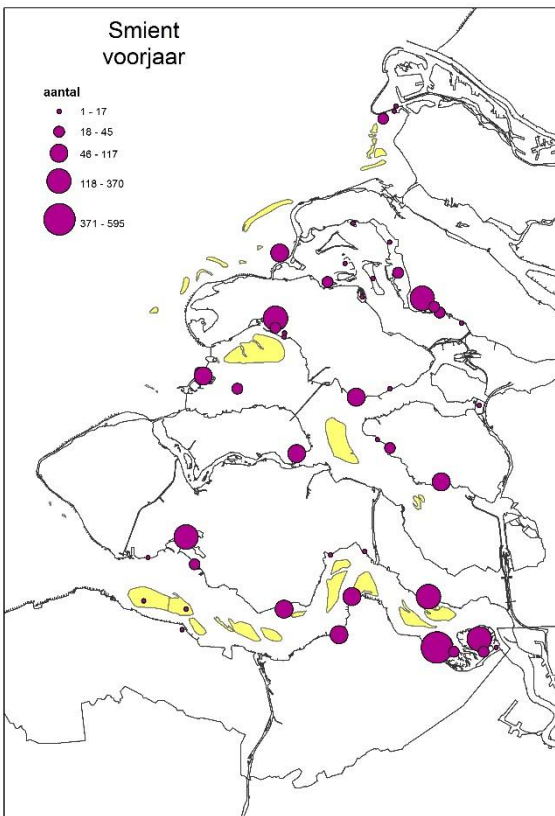 Smient
voorjaar
aantal
1 - 17
18 - 45
46 - 117
118 - 370
371 - 595